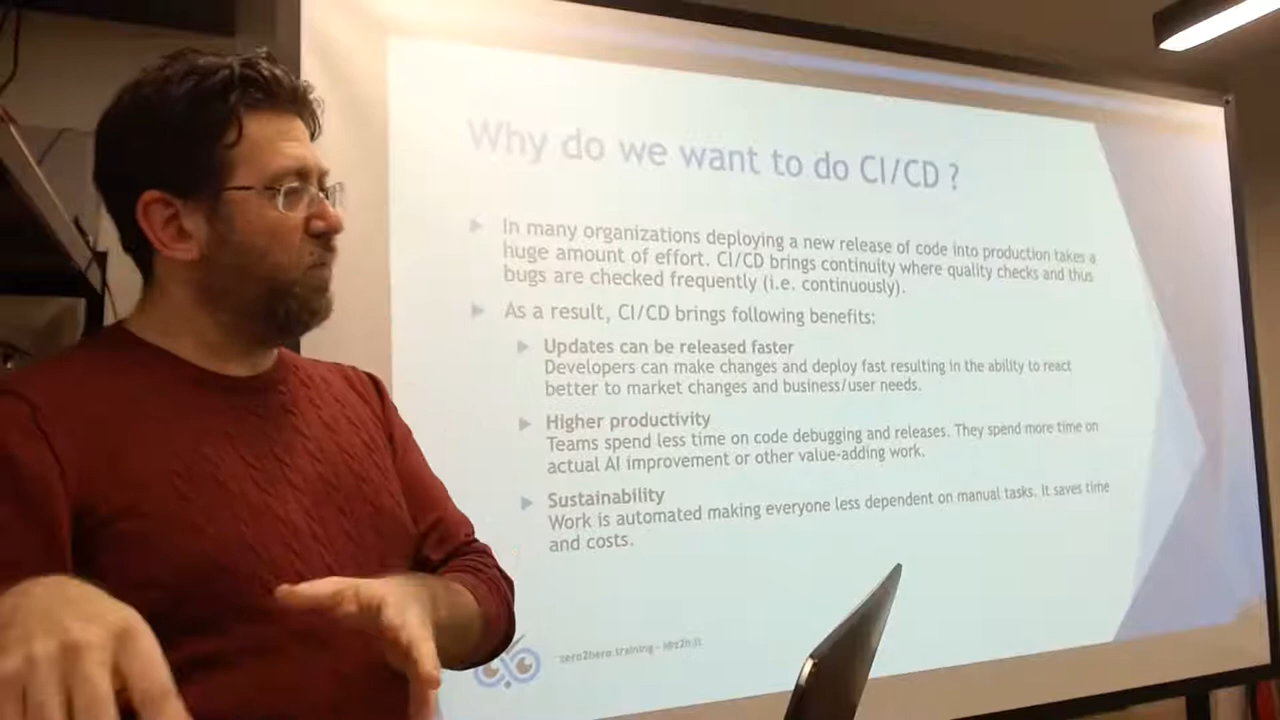 Why do we want to do CI/CD ?
In many organizations deploying a new release of code into production takes a
huge amount of effort. CI/CD brings continuity where quality checks and thus
bugs are checked frequently (i.e. continuously).
As a result, CI/CD brings following benefits:
Updates can be released faster
Developers can make changes and deploy fast resulting in the ability to react
better to market changes and business/user needs.
Higher productivity
Teams spend less time on code debugging and releases. They spend more time on
actual AI improvement or other value-adding work.
Sustainability
Work is automated making everyone less dependent on manual tasks. It saves time
and costs.
zero2hero.training -